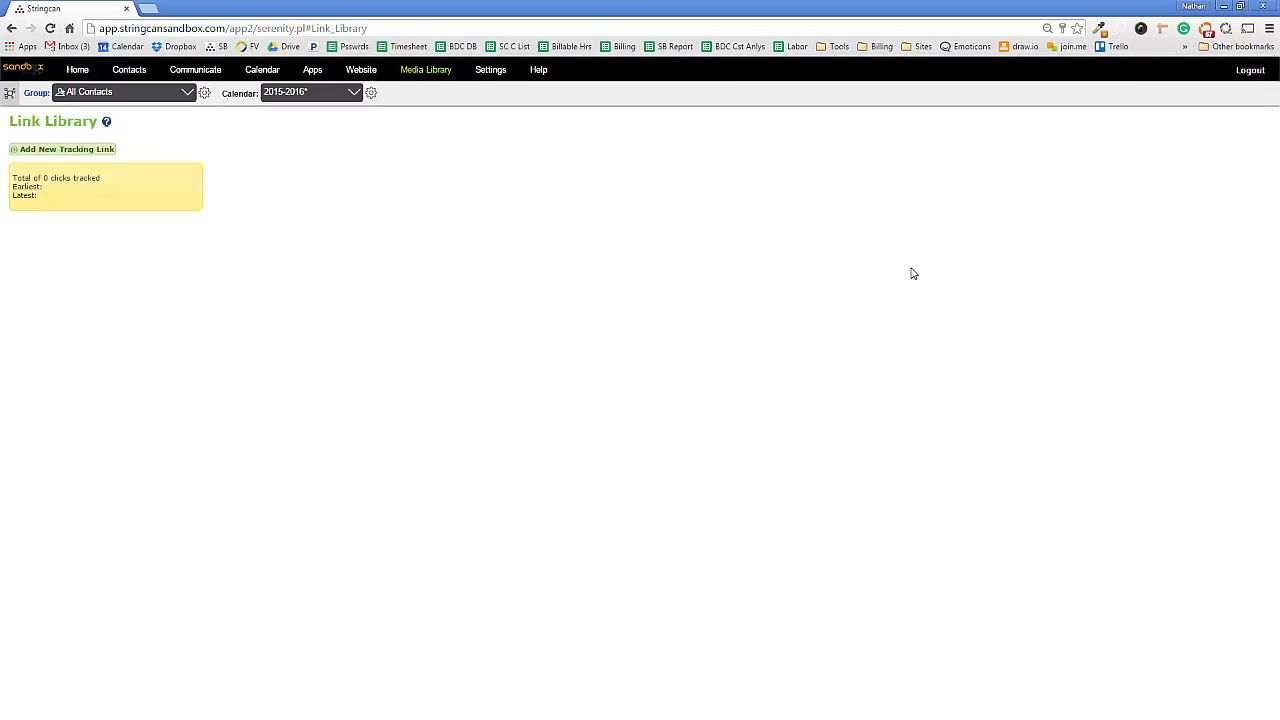 Stringcan
Nathan
app.stringcansandbox.com/app2/serenity.pl#Link_Library
Apps Inbox (3) Calendar Dropbox SB FV Drive Psswrds Timesheet BDC DB SC C List Billable Hrs Billing SB Report BDC Cst Anlys Labor Tools Billing Sites Emoticons draw.io join.me Trello » Other bookmarks
sandbox Home Contacts Communicate Calendar Apps Website Media Library Settings Help Logout
Group: All Contacts Calendar: 2015-2016*
Link Library ?
Add New Tracking Link
Total of 0 clicks tracked
Earliest:
Latest: